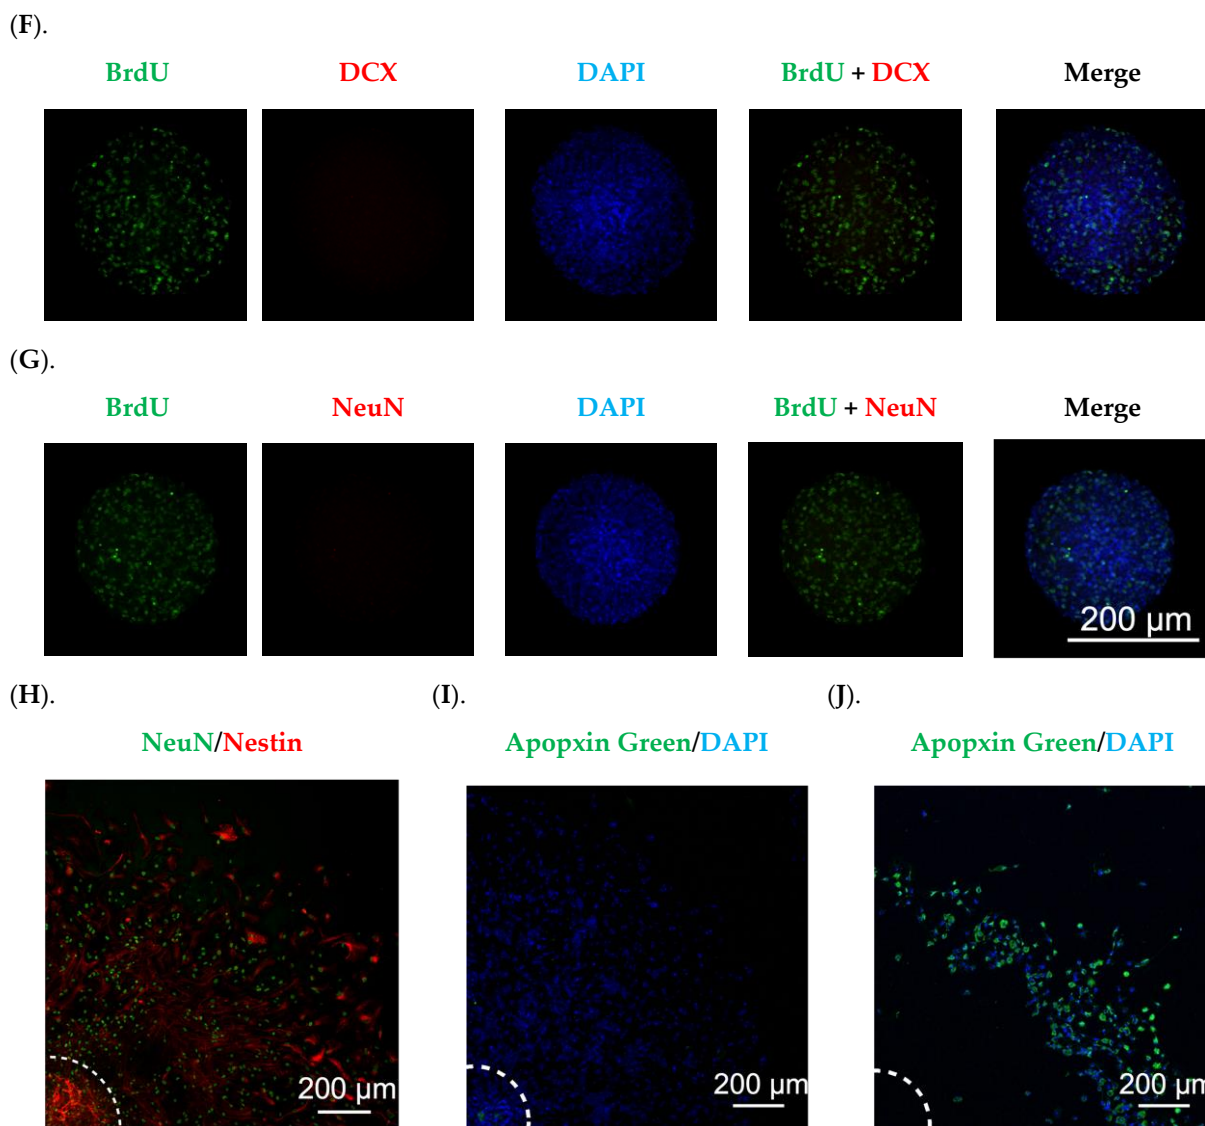 (F).
BrdU DCX DAPI BrdU + DCX Merge
(G).
BrdU NeuN DAPI BrdU + NeuN Merge
200 µm
(H). (I). (J).
NeuN/Nestin Apopxin Green/DAPI Apopxin Green/DAPI
200 µm 200 µm 200 µm